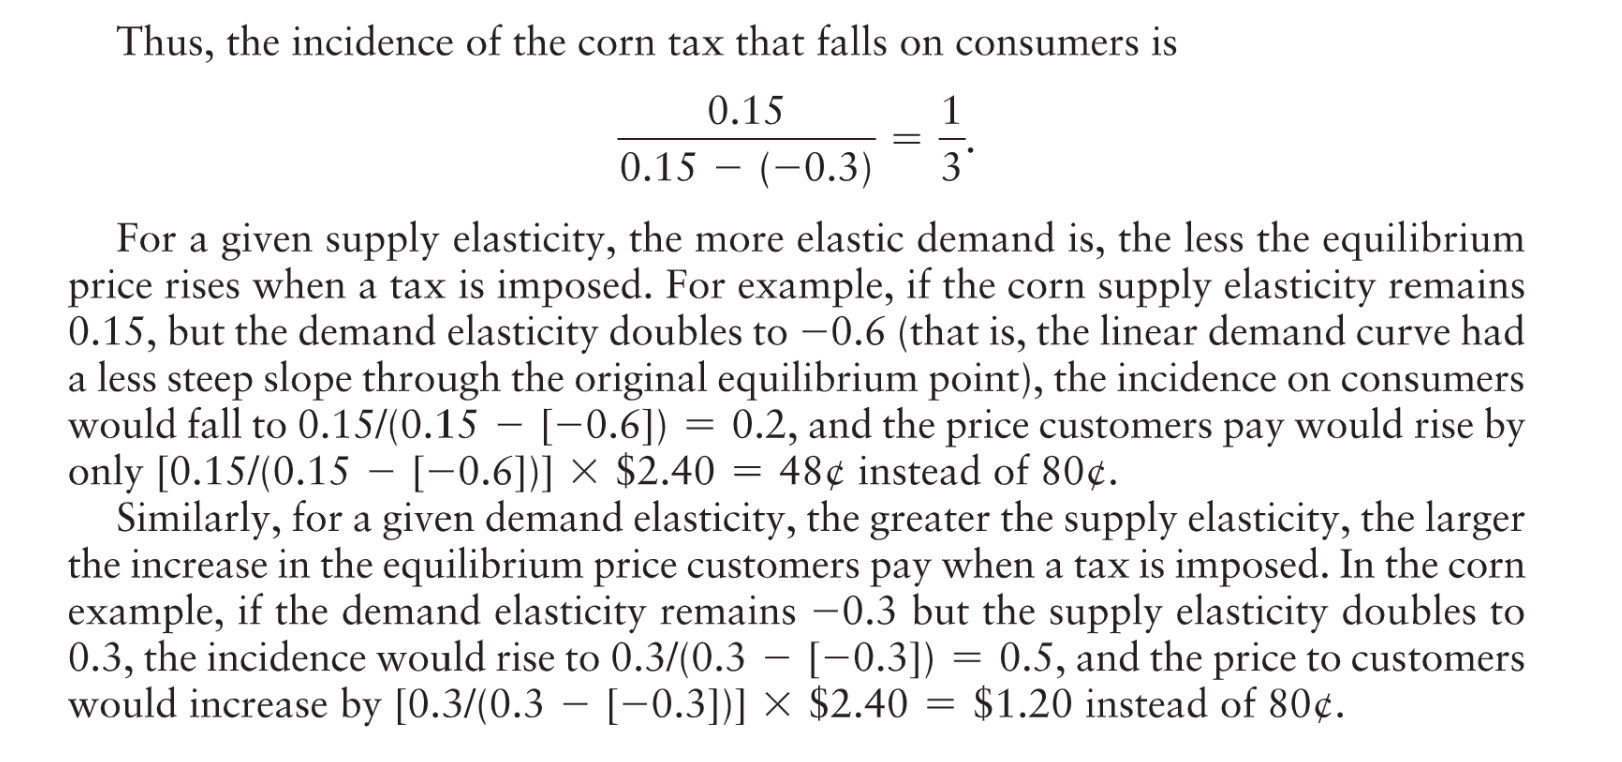 Thus, the incidence of the corn tax that falls on consumers is
0.15 / (0.15 − (−0.3)) = 1/3.
For a given supply elasticity, the more elastic demand is, the less the equilibrium
price rises when a tax is imposed. For example, if the corn supply elasticity remains
0.15, but the demand elasticity doubles to −0.6 (that is, the linear demand curve had
a less steep slope through the original equilibrium point), the incidence on consumers
would fall to 0.15/(0.15 − [−0.6]) = 0.2, and the price customers pay would rise by
only [0.15/(0.15 − [−0.6])] × $2.40 = 48¢ instead of 80¢.
Similarly, for a given demand elasticity, the greater the supply elasticity, the larger
the increase in the equilibrium price customers pay when a tax is imposed. In the corn
example, if the demand elasticity remains −0.3 but the supply elasticity doubles to
0.3, the incidence would rise to 0.3/(0.3 − [−0.3]) = 0.5, and the price to customers
would increase by [0.3/(0.3 − [−0.3])] × $2.40 = $1.20 instead of 80¢.